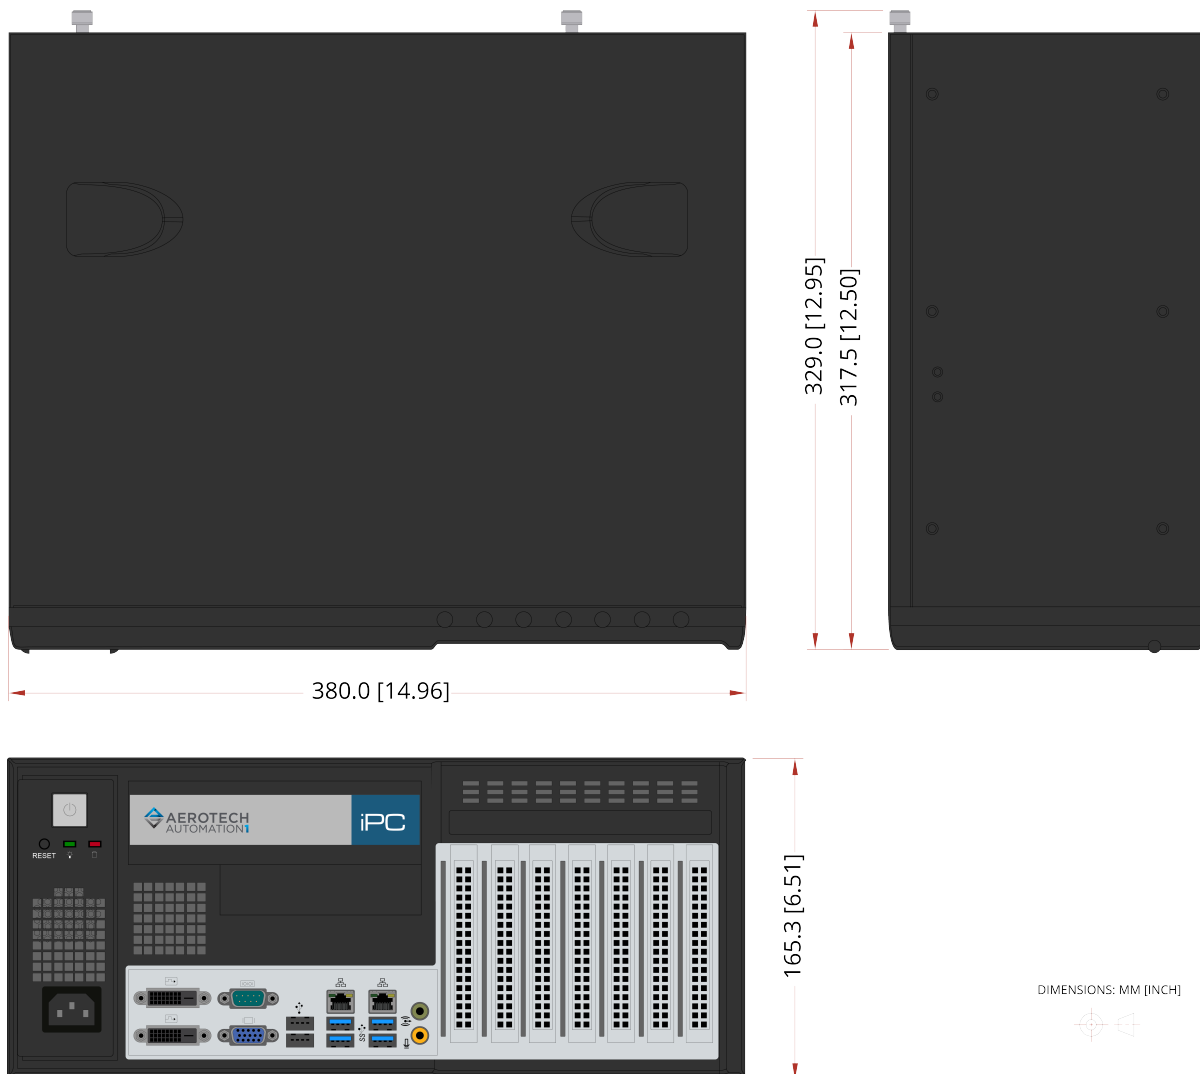 329.0 [12.95]
317.5 [12.50]
380.0 [14.96]
AEROTECH
AUTOMATION1
iPC
RESET
SS
165.3 [6.51]
DIMENSIONS: MM [INCH]